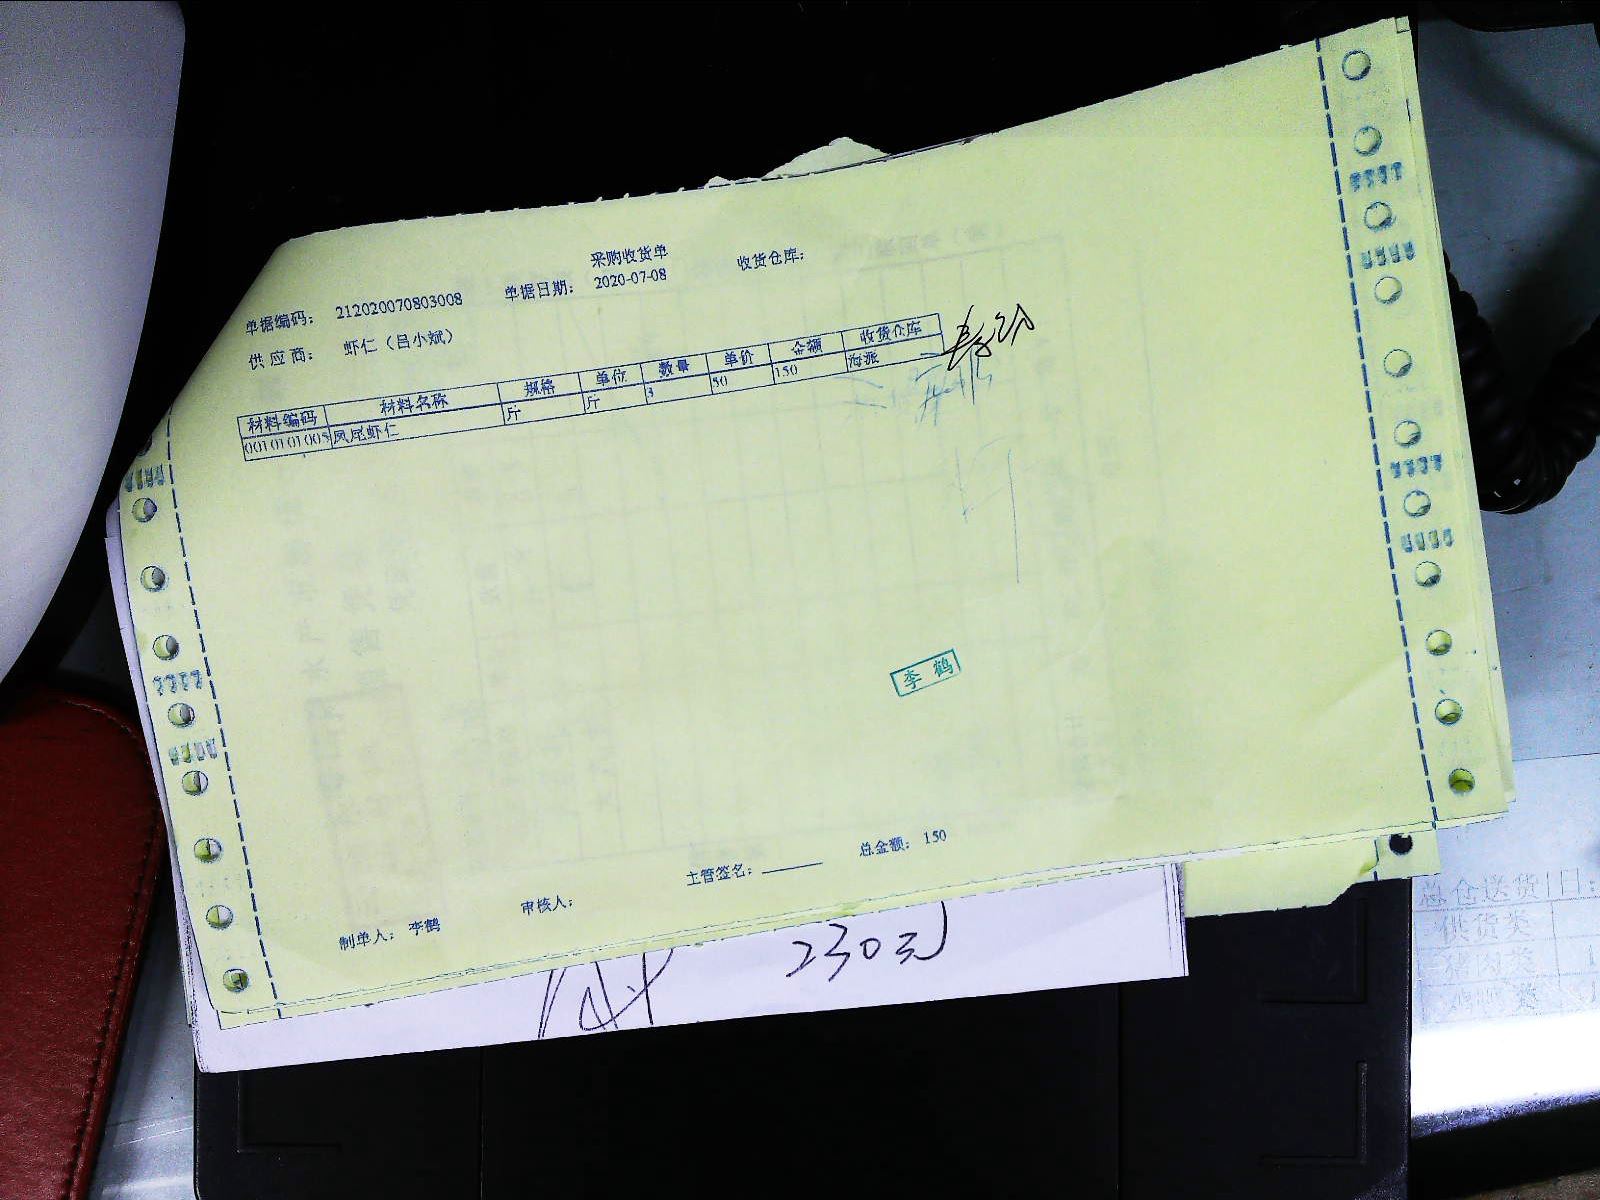 采购收货单
单据编码： 212020070803008 单据日期： 2020-07-08 收货仓库：
供应商： 虾仁（吕小斌）
材料编码 材料名称 规格 单位 数量 单价 金额 收货仓库
0010101005 凤尾虾仁 斤 斤 3 50 150 海派
李鹤
制单人： 李鹤 审核人： 主管签名： 总金额： 150
230元
总仓送货 日：
供货类
猪肉类